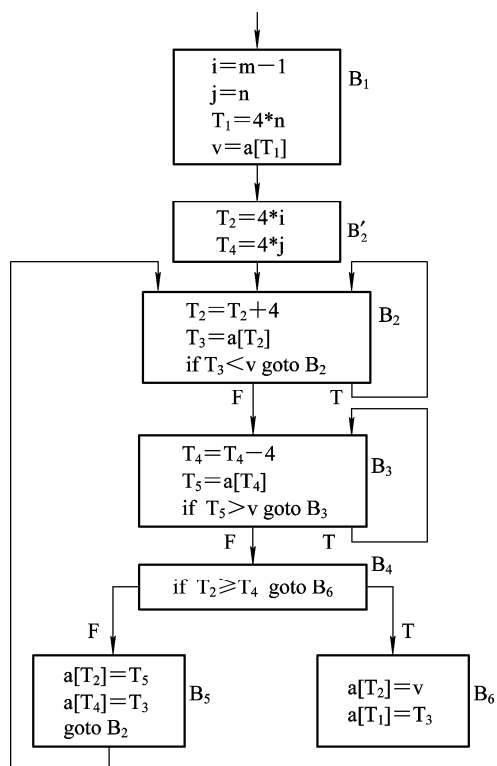 i=m−1
j=n
T₁=4*n
v=a[T₁]
B₁
T₂=4*i
T₄=4*j
B′₂
T₂=T₂+4
T₃=a[T₂]
if T₃<v goto B₂
B₂
F
T
T₄=T₄−4
T₅=a[T₄]
if T₅>v goto B₃
B₃
F
T
B₄
if T₂≥T₄ goto B₆
F
T
a[T₂]=T₅
a[T₄]=T₃
goto B₂
B₅
a[T₂]=v
a[T₁]=T₃
B₆